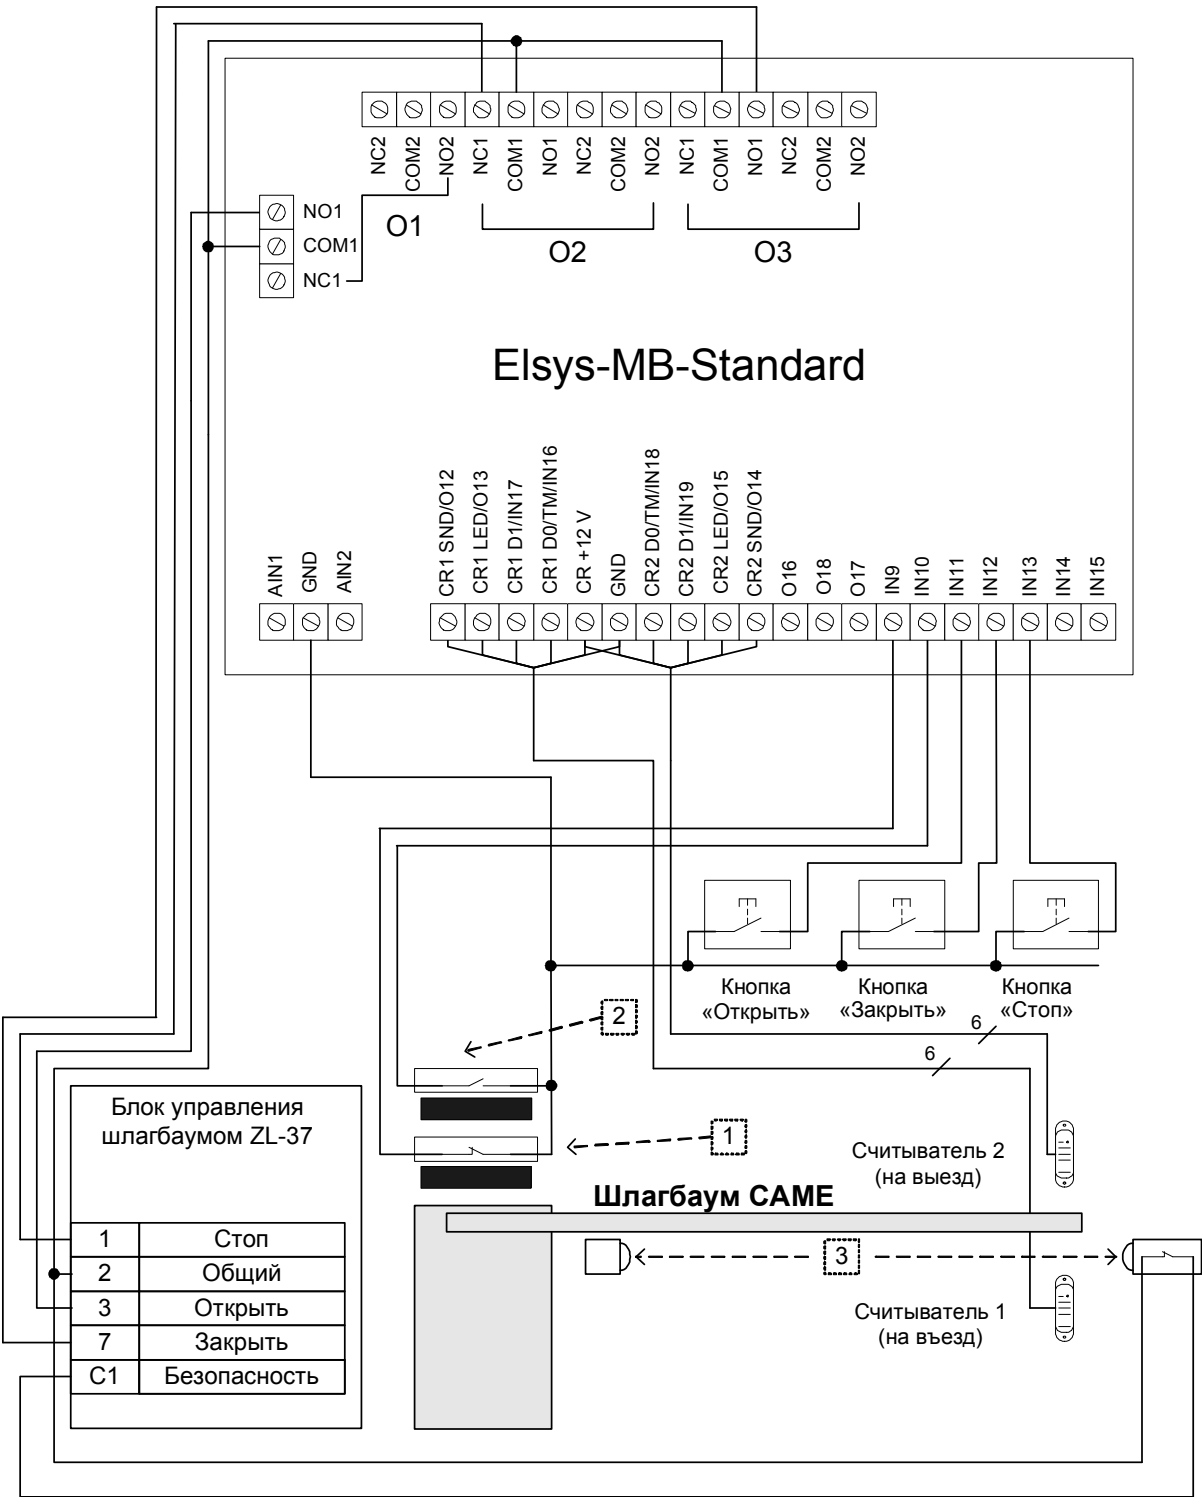 NC2
COM2
NO2
NC1
COM1
NO1
NC2
COM2
NO2
NC1
COM1
NO1
NC2
COM2
NO2
NO1
COM1
NC1
O1
O2
O3
Elsys-MB-Standard
AIN1
GND
AIN2
CR1 SND/O12
CR1 LED/O13
CR1 D1/IN17
CR1 D0/TM/IN16
CR +12 V
GND
CR2 D0/TM/IN18
CR2 D1/IN19
CR2 LED/O15
CR2 SND/O14
O16
O18
O17
IN9
IN10
IN11
IN12
IN13
IN14
IN15
Кнопка
«Открыть»
Кнопка
«Закрыть»
Кнопка
«Стоп»
2
6
6
1
Блок управления
шлагбаумом ZL-37
Считыватель 2
(на выезд)
Шлагбаум CAME
1 Стоп
2 Общий
3 Открыть
7 Закрыть
C1 Безопасность
3
Считыватель 1
(на въезд)